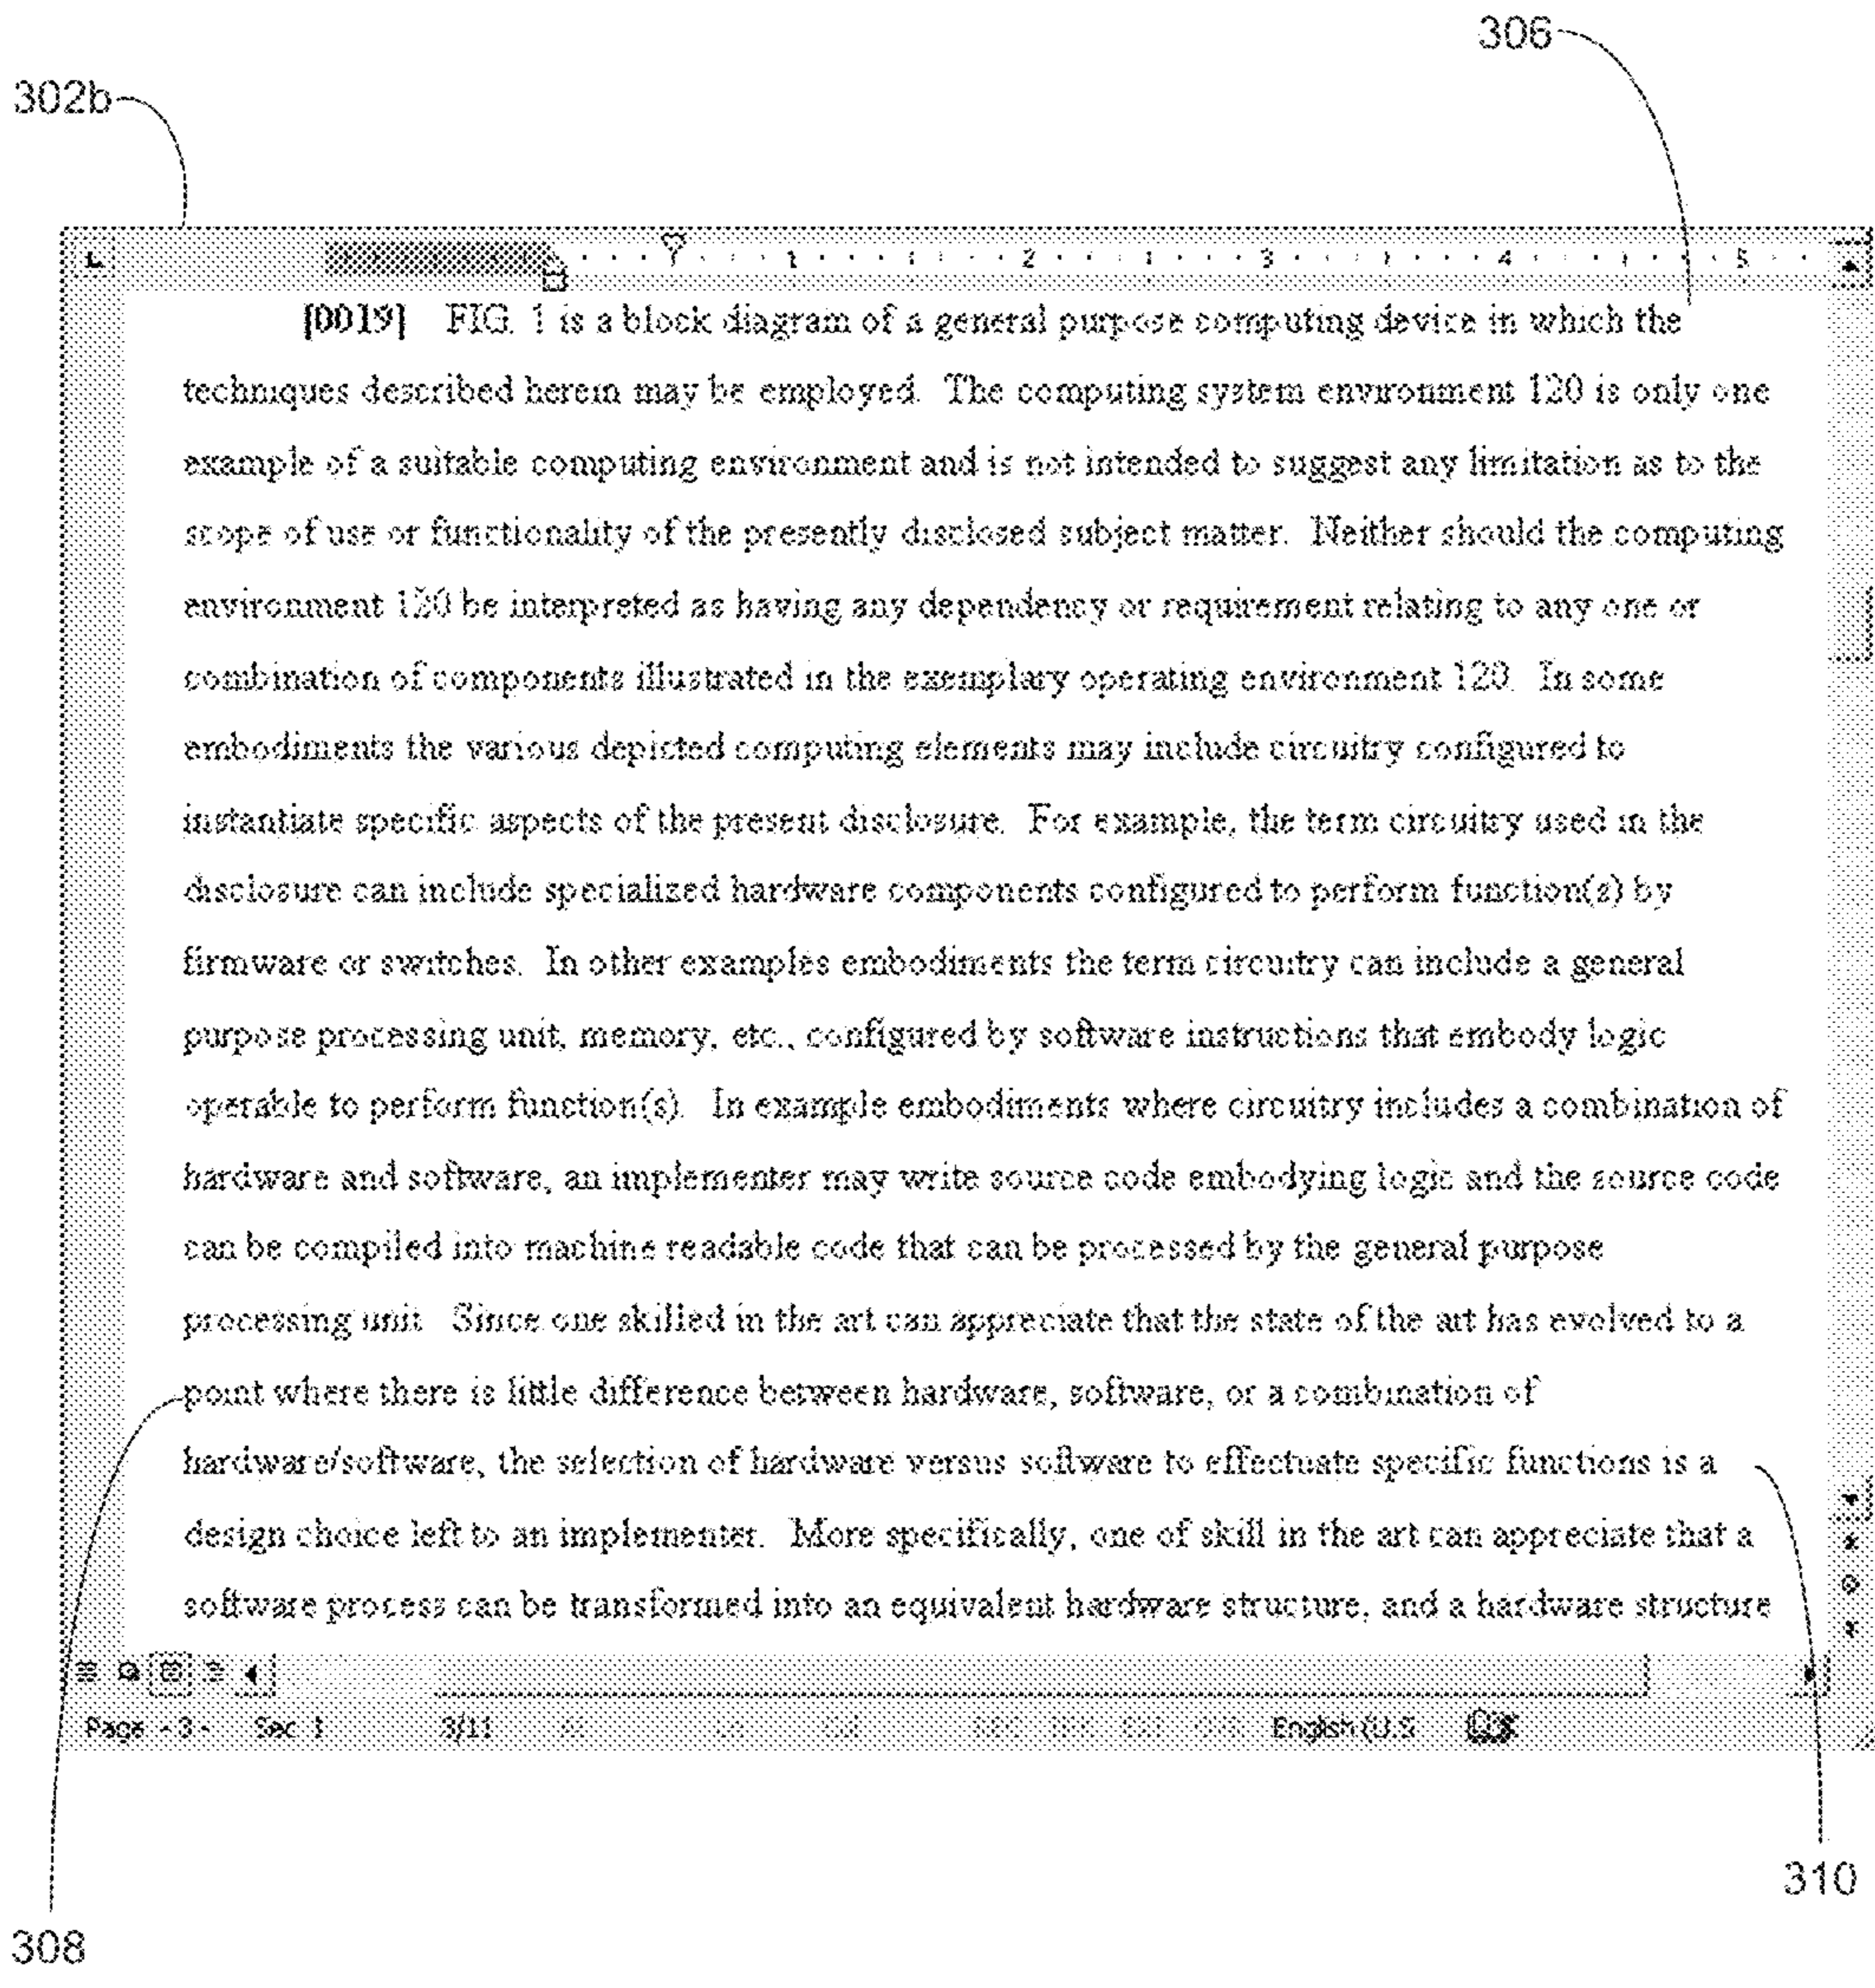 306
302b
L 1 2 3 4 5
[0019] FIG. 1 is a block diagram of a general purpose computing device in which the
techniques described herein may be employed. The computing system environment 120 is only one
example of a suitable computing environment and is not intended to suggest any limitation as to the
scope of use or functionality of the presently disclosed subject matter. Neither should the computing
environment 120 be interpreted as having any dependency or requirement relating to any one or
combination of components illustrated in the exemplary operating environment 120. In some
embodiments the various depicted computing elements may include circuitry configured to
instantiate specific aspects of the present disclosure. For example, the term circuitry used in the
disclosure can include specialized hardware components configured to perform function(s) by
firmware or switches. In other examples embodiments the term circuitry can include a general
purpose processing unit, memory, etc., configured by software instructions that embody logic
operable to perform function(s). In example embodiments where circuitry includes a combination of
hardware and software, an implementer may write source code embodying logic and the source code
can be compiled into machine readable code that can be processed by the general purpose
processing unit. Since one skilled in the art can appreciate that the state of the art has evolved to a
point where there is little difference between hardware, software, or a combination of
hardware/software, the selection of hardware versus software to effectuate specific functions is a
design choice left to an implementer. More specifically, one of skill in the art can appreciate that a
software process can be transformed into an equivalent hardware structure, and a hardware structure
Page - 3 - Sec 1 3/11 English (U.S
310
308